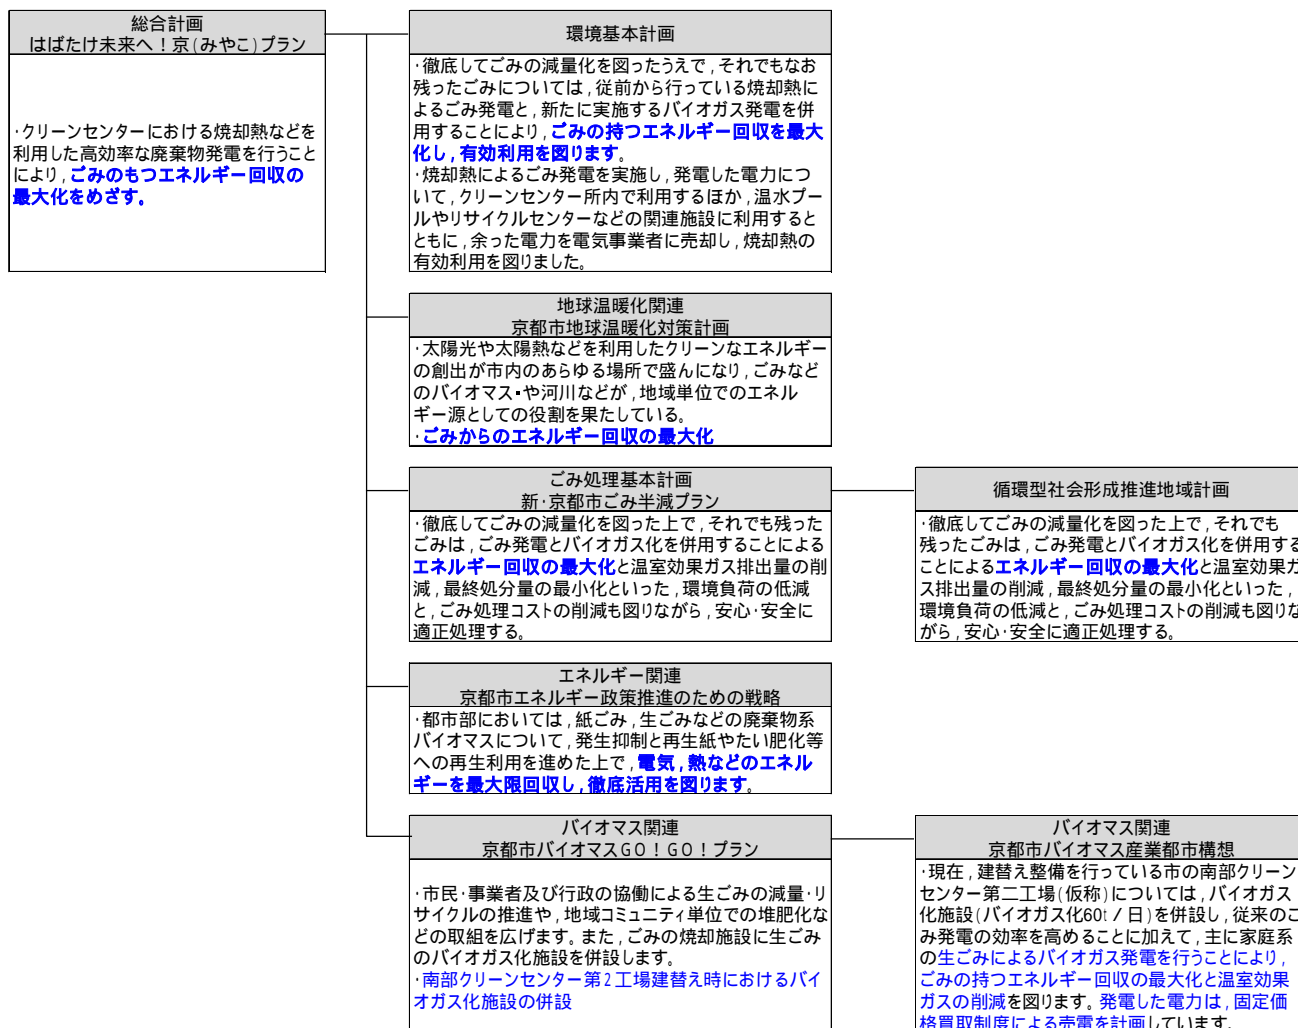 総合計画
はばたけ未来へ!京(みやこ)プラン
・クリーンセンターにおける焼却熱などを
利用した高効率な廃棄物発電を行うこと
により,ごみのもつエネルギー回収の
最大化をめざす。
環境基本計画
・徹底してごみの減量化を図ったうえで,それでもなお
残ったごみについては,従前から行っている焼却熱に
よるごみ発電と,新たに実施するバイオガス発電を併
用することにより,ごみの持つエネルギー回収を最大
化し,有効利用を図ります。
・焼却熱によるごみ発電を実施し,発電した電力につ
いて,クリーンセンター所内で利用するほか,温水プー
ルやリサイクルセンターなどの関連施設に利用すると
ともに,余った電力を電気事業者に売却し,焼却熱の
有効利用を図りました。
地球温暖化関連
京都市地球温暖化対策計画
・太陽光や太陽熱などを利用したクリーンなエネルギー
の創出が市内のあらゆる場所で盛んになり,ごみなど
のバイオマス・や河川などが,地域単位でのエネル
ギー源としての役割を果たしている。
・ごみからのエネルギー回収の最大化
ごみ処理基本計画
新・京都市ごみ半減プラン
・徹底してごみの減量化を図った上で,それでも残った
ごみは,ごみ発電とバイオガス化を併用することによる
エネルギー回収の最大化と温室効果ガス排出量の削
減,最終処分量の最小化といった,環境負荷の低減
と,ごみ処理コストの削減も図りながら,安心・安全に
適正処理する。
循環型社会形成推進地域計画
・徹底してごみの減量化を図った上で,それでも
残ったごみは,ごみ発電とバイオガス化を併用する
ことによるエネルギー回収の最大化と温室効果ガ
ス排出量の削減,最終処分量の最小化といった,
環境負荷の低減と,ごみ処理コストの削減も図りな
がら,安心・安全に適正処理する。
エネルギー関連
京都市エネルギー政策推進のための戦略
・都市部においては,紙ごみ,生ごみなどの廃棄物系
バイオマスについて,発生抑制と再生紙やたい肥化等
への再生利用を進めた上で,電気,熱などのエネル
ギーを最大限回収し,徹底活用を図ります。
バイオマス関連
京都市バイオマスGO!GO!プラン
・市民・事業者及び行政の協働による生ごみの減量・リ
サイクルの推進や,地域コミュニティ単位での堆肥化な
どの取組を広げます。また,ごみの焼却施設に生ごみ
のバイオガス化施設を併設します。
・南部クリーンセンター第2工場建替え時におけるバイ
オガス化施設の併設
バイオマス関連
京都市バイオマス産業都市構想
・現在,建替え整備を行っている市の南部クリーン
センター第二工場(仮称)については,バイオガス
化施設(バイオガス化60t/日)を併設し,従来のご
み発電の効率を高めることに加えて,主に家庭系
の生ごみによるバイオガス発電を行うことにより,
ごみの持つエネルギー回収の最大化と温室効果
ガスの削減を図ります。発電した電力は,固定価
格買取制度による売電を計画しています。